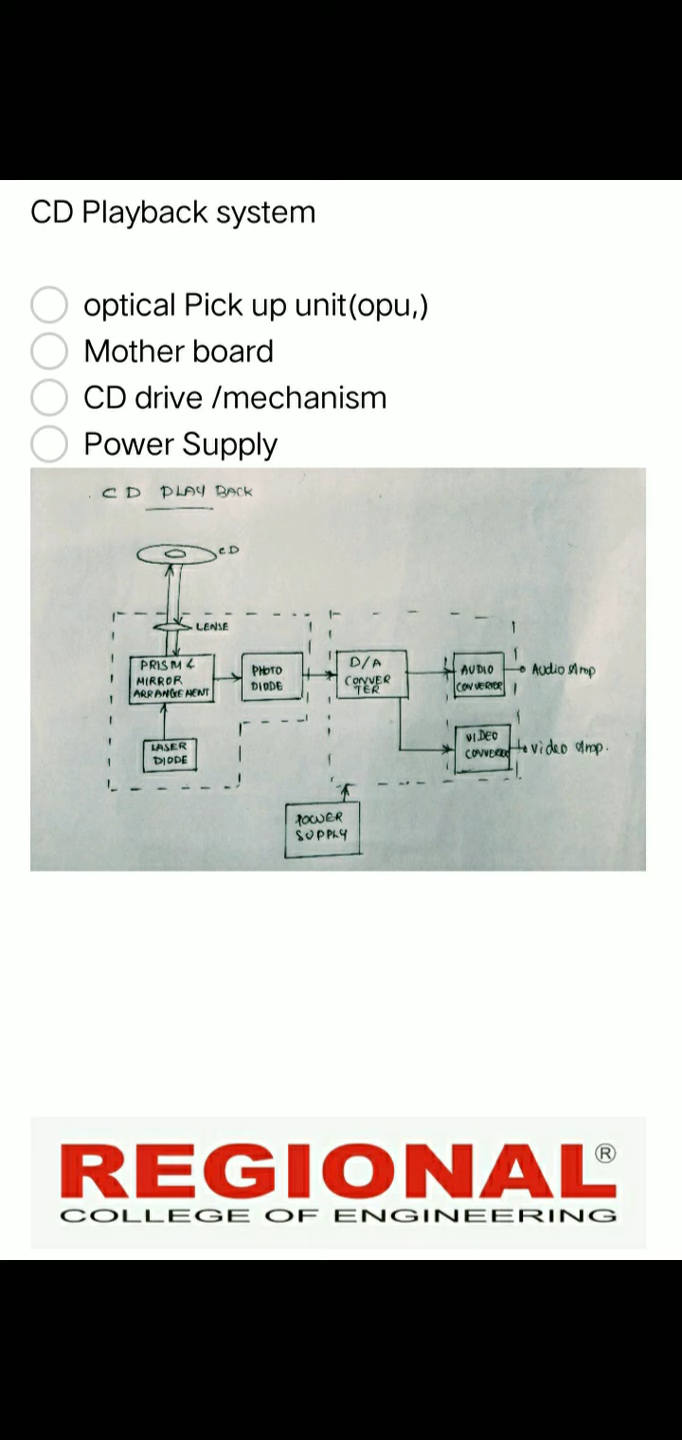 CD Playback system
optical Pick up unit(opu,)
Mother board
CD drive /mechanism
Power Supply
CD PLAY BACK
CD
LENSE
PRISM &
MIRROR
ARRANGEMENT
PHOTO
DIODE
D/A
CONVER
TER
AUDIO
CONVERTOR
Audio Amp
LASER
DIODE
VIDEO
video Amp.
POWER
SUPPLY
REGIONAL®
COLLEGE OF ENGINEERING